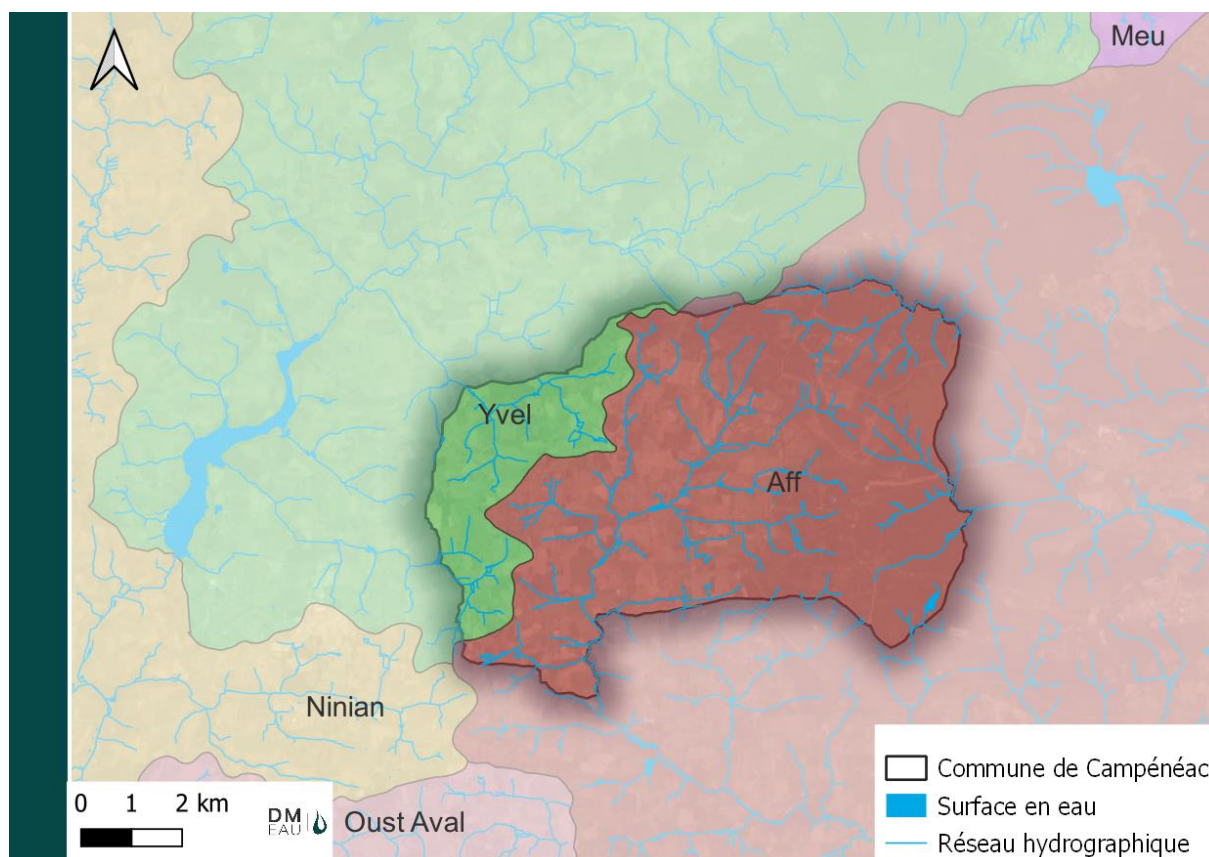 Meu
Yvel
Aff
Ninian
Commune de Campénéac
0 1 2 km
DM
EAU
Oust Aval
Surface en eau
Réseau hydrographique